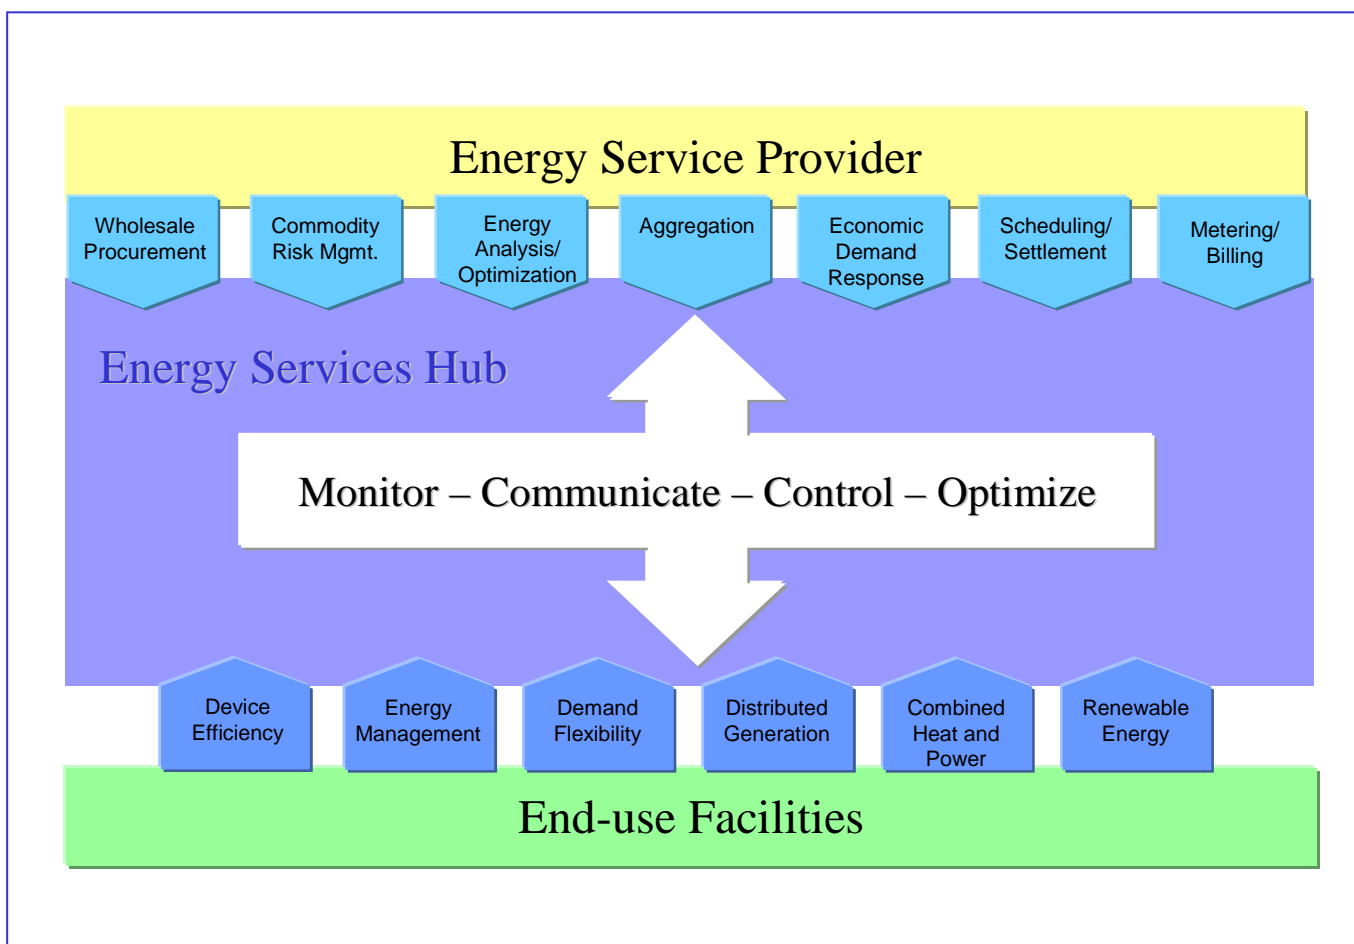 Energy Service Provider
Wholesale
Procurement
Commodity
Risk Mgmt.
Energy
Analysis/
Optimization
Aggregation
Economic
Demand
Response
Scheduling/
Settlement
Metering/
Billing
Energy Services Hub
Monitor – Communicate – Control – Optimize
Device
Efficiency
Energy
Management
Demand
Flexibility
Distributed
Generation
Combined
Heat and
Power
Renewable
Energy
End-use Facilities